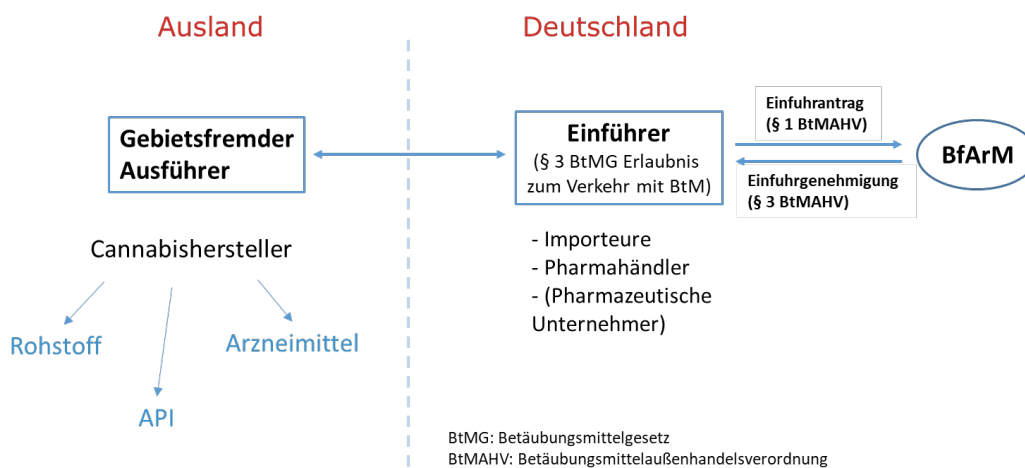 Ausland
Deutschland
Gebietsfremder
Ausführer
Einführer
(§ 3 BtMG Erlaubnis
zum Verkehr mit BtM)
Einfuhrantrag
(§ 1 BtMAHV)
Einfuhrgenehmigung
(§ 3 BtMAHV)
BfArM
Cannabishersteller
Rohstoff
API
Arzneimittel
- Importeure
- Pharmahändler
- (Pharmazeutische
Unternehmer)
BtMG: Betäubungsmittelgesetz
BtMAHV: Betäubungsmittelaußenhandelsverordnung